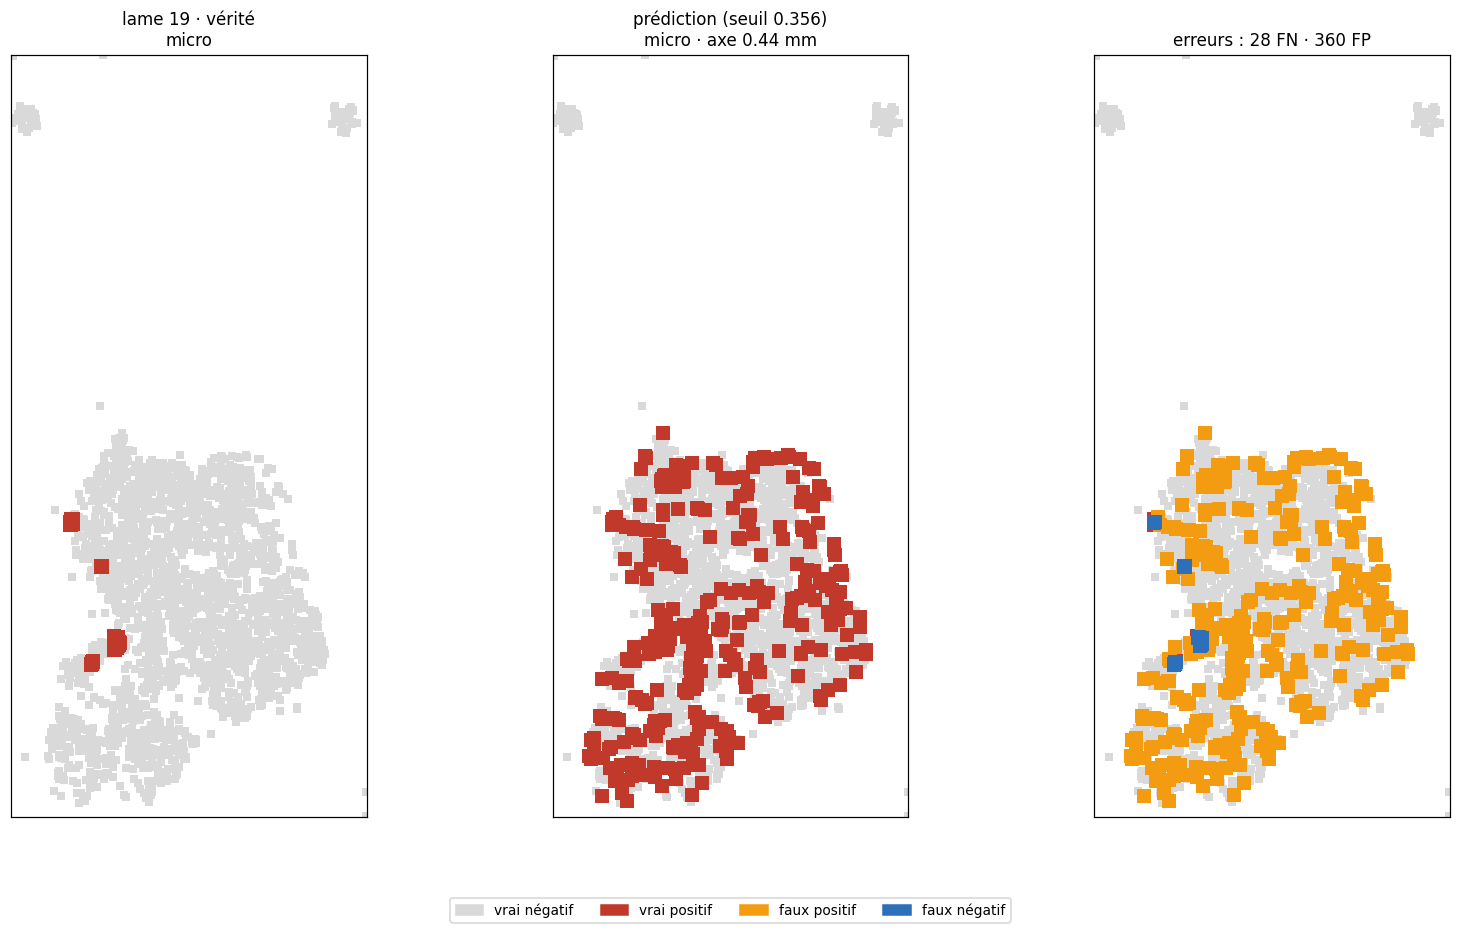 lame 19 · vérité
micro
prédiction (seuil 0.356)
micro · axe 0.44 mm
erreurs : 28 FN · 360 FP
vrai négatif
vrai positif
faux positif
faux négatif